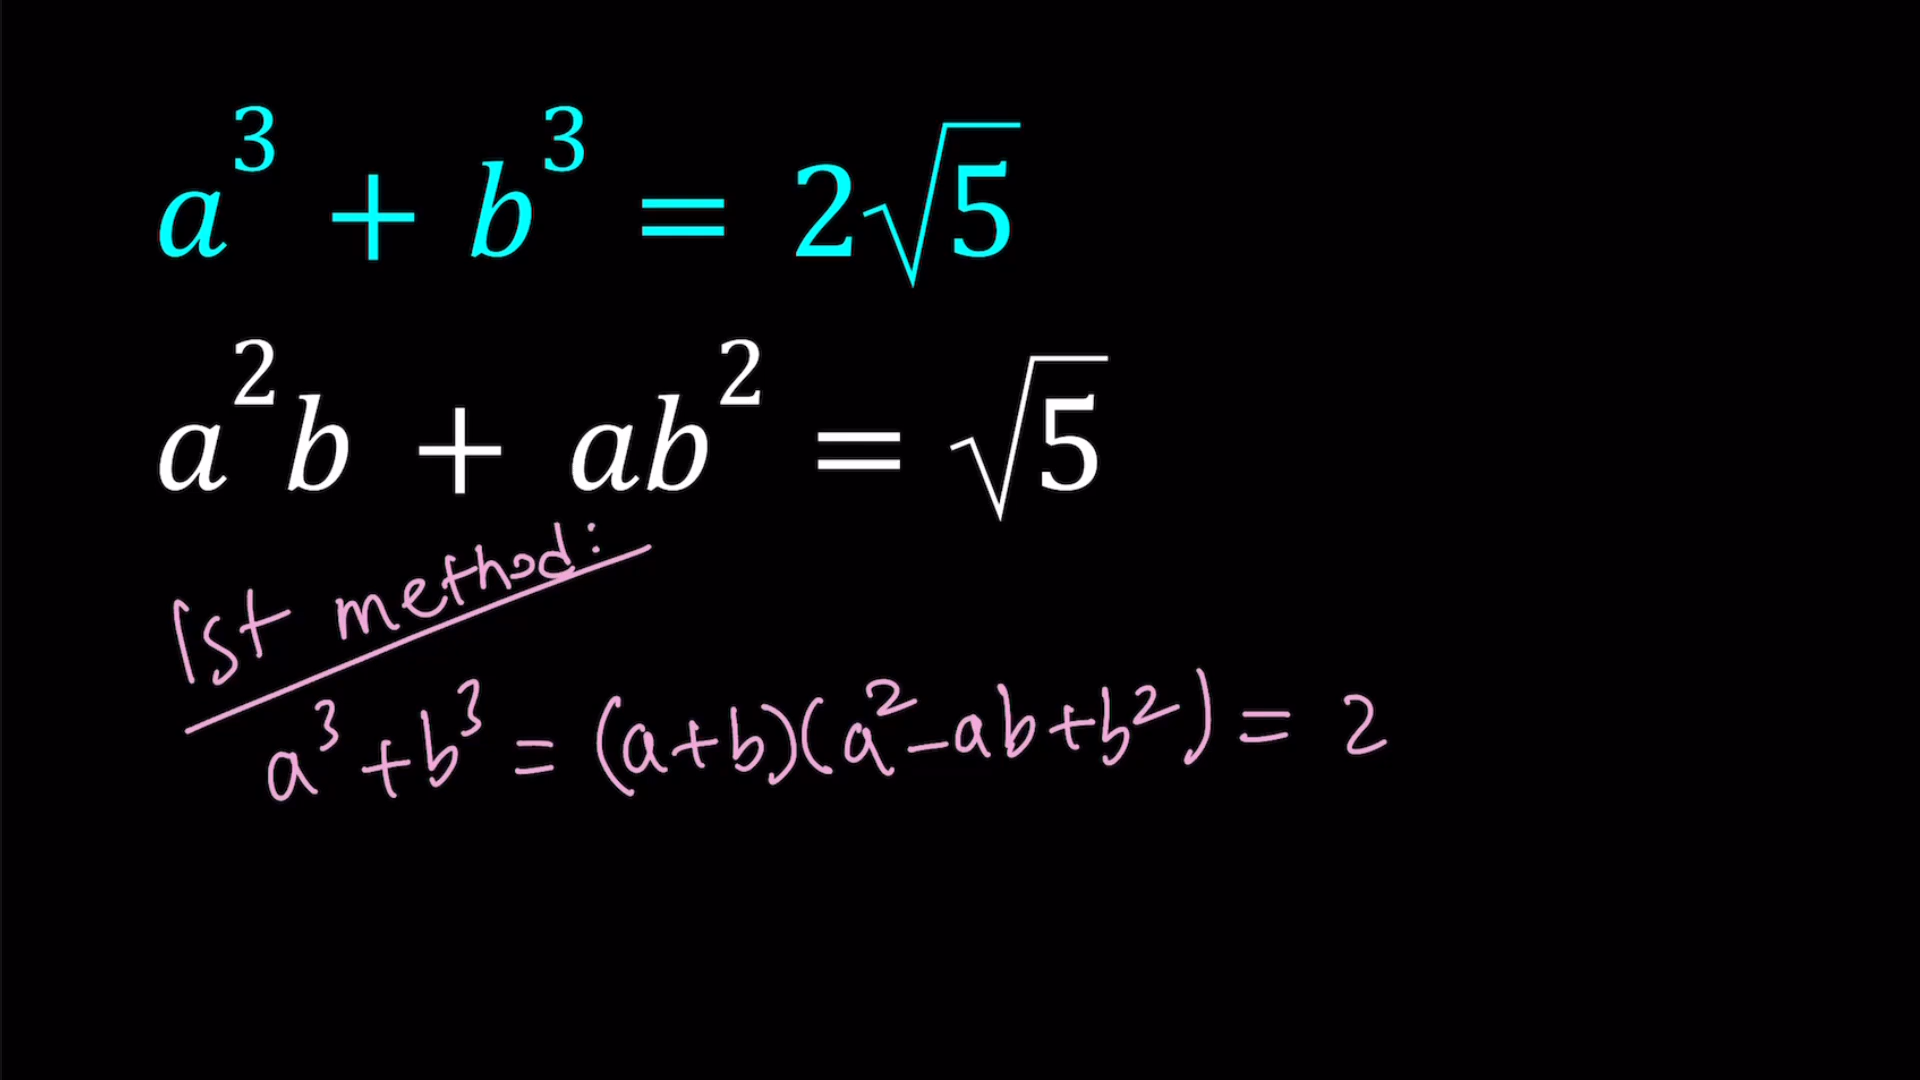 a³ + b³ = 2√5
a²b + ab² = √5
1st method:
a³+b³ = (a+b)(a²-ab+b²) = 2